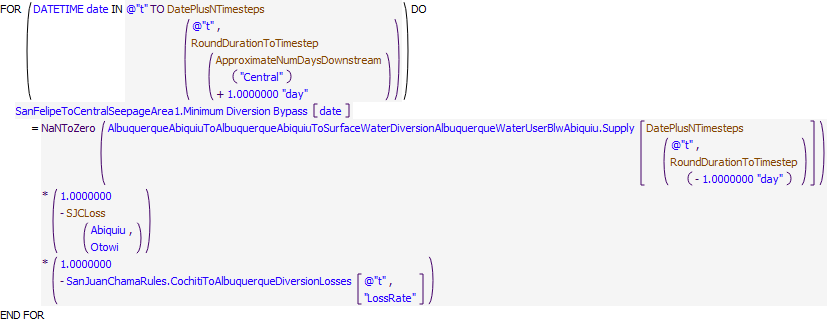 FOR ( DATETIME date IN @"t" TO DatePlusNTimesteps ) DO
( @"t" ,
RoundDurationToTimestep
( ApproximateNumDaysDownstream
( "Central" )
+ 1.0000000 "day" ) )
SanFelipeToCentralSeepageArea1.Minimum Diversion Bypass [ date ]
= NaNToZero ( AlbuquerqueAbiquiuToAlbuquerqueAbiquiuToSurfaceWaterDiversionAlbuquerqueWaterUserBlwAbiquiu.Supply [ DatePlusNTimesteps
( @"t" ,
RoundDurationToTimestep
( - 1.0000000 "day" ) ) ] )
* ( 1.0000000
- SJCLoss
( Abiquiu ,
Otowi ) )
* ( 1.0000000
- SanJuanChamaRules.CochitiToAlbuquerqueDiversionLosses [ @"t" ,
"LossRate" ] )
END FOR